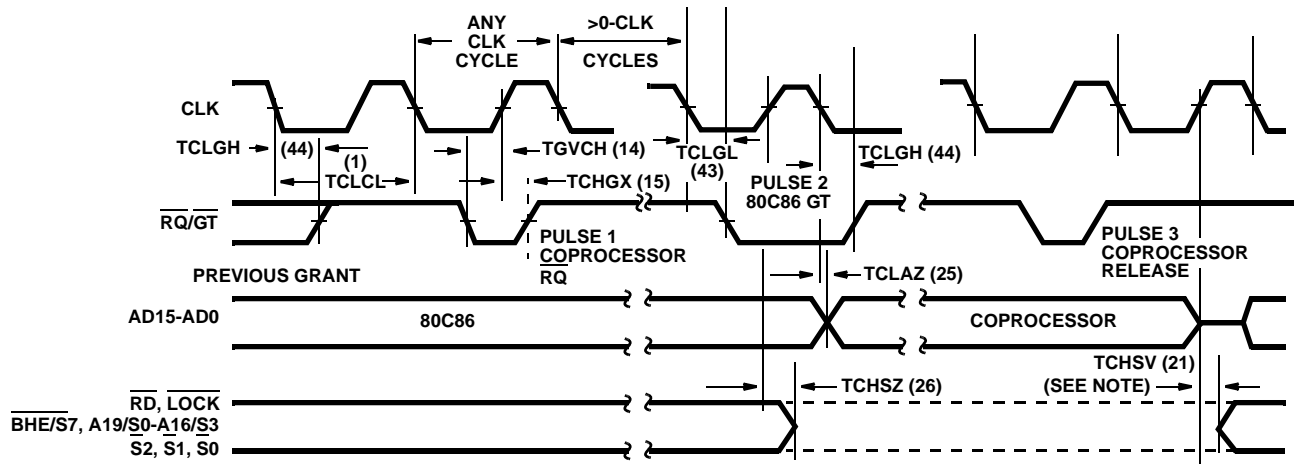 ANY
CLK
CYCLE
>0-CLK
CYCLES
CLK
TCLGH
(44)
(1)
TCLCL
TGVCH (14)
TCHGX (15)
TCLGL
(43)
PULSE 2
80C86 GT
TCLGH (44)
RQ/GT
PULSE 1
COPROCESSOR
RQ
PULSE 3
COPROCESSOR
RELEASE
PREVIOUS GRANT
TCLAZ (25)
AD15-AD0
80C86
COPROCESSOR
TCHSV (21)
(SEE NOTE)
TCHSZ (26)
RD, LOCK
BHE/S7, A19/S0-A16/S3
S2, S1, S0